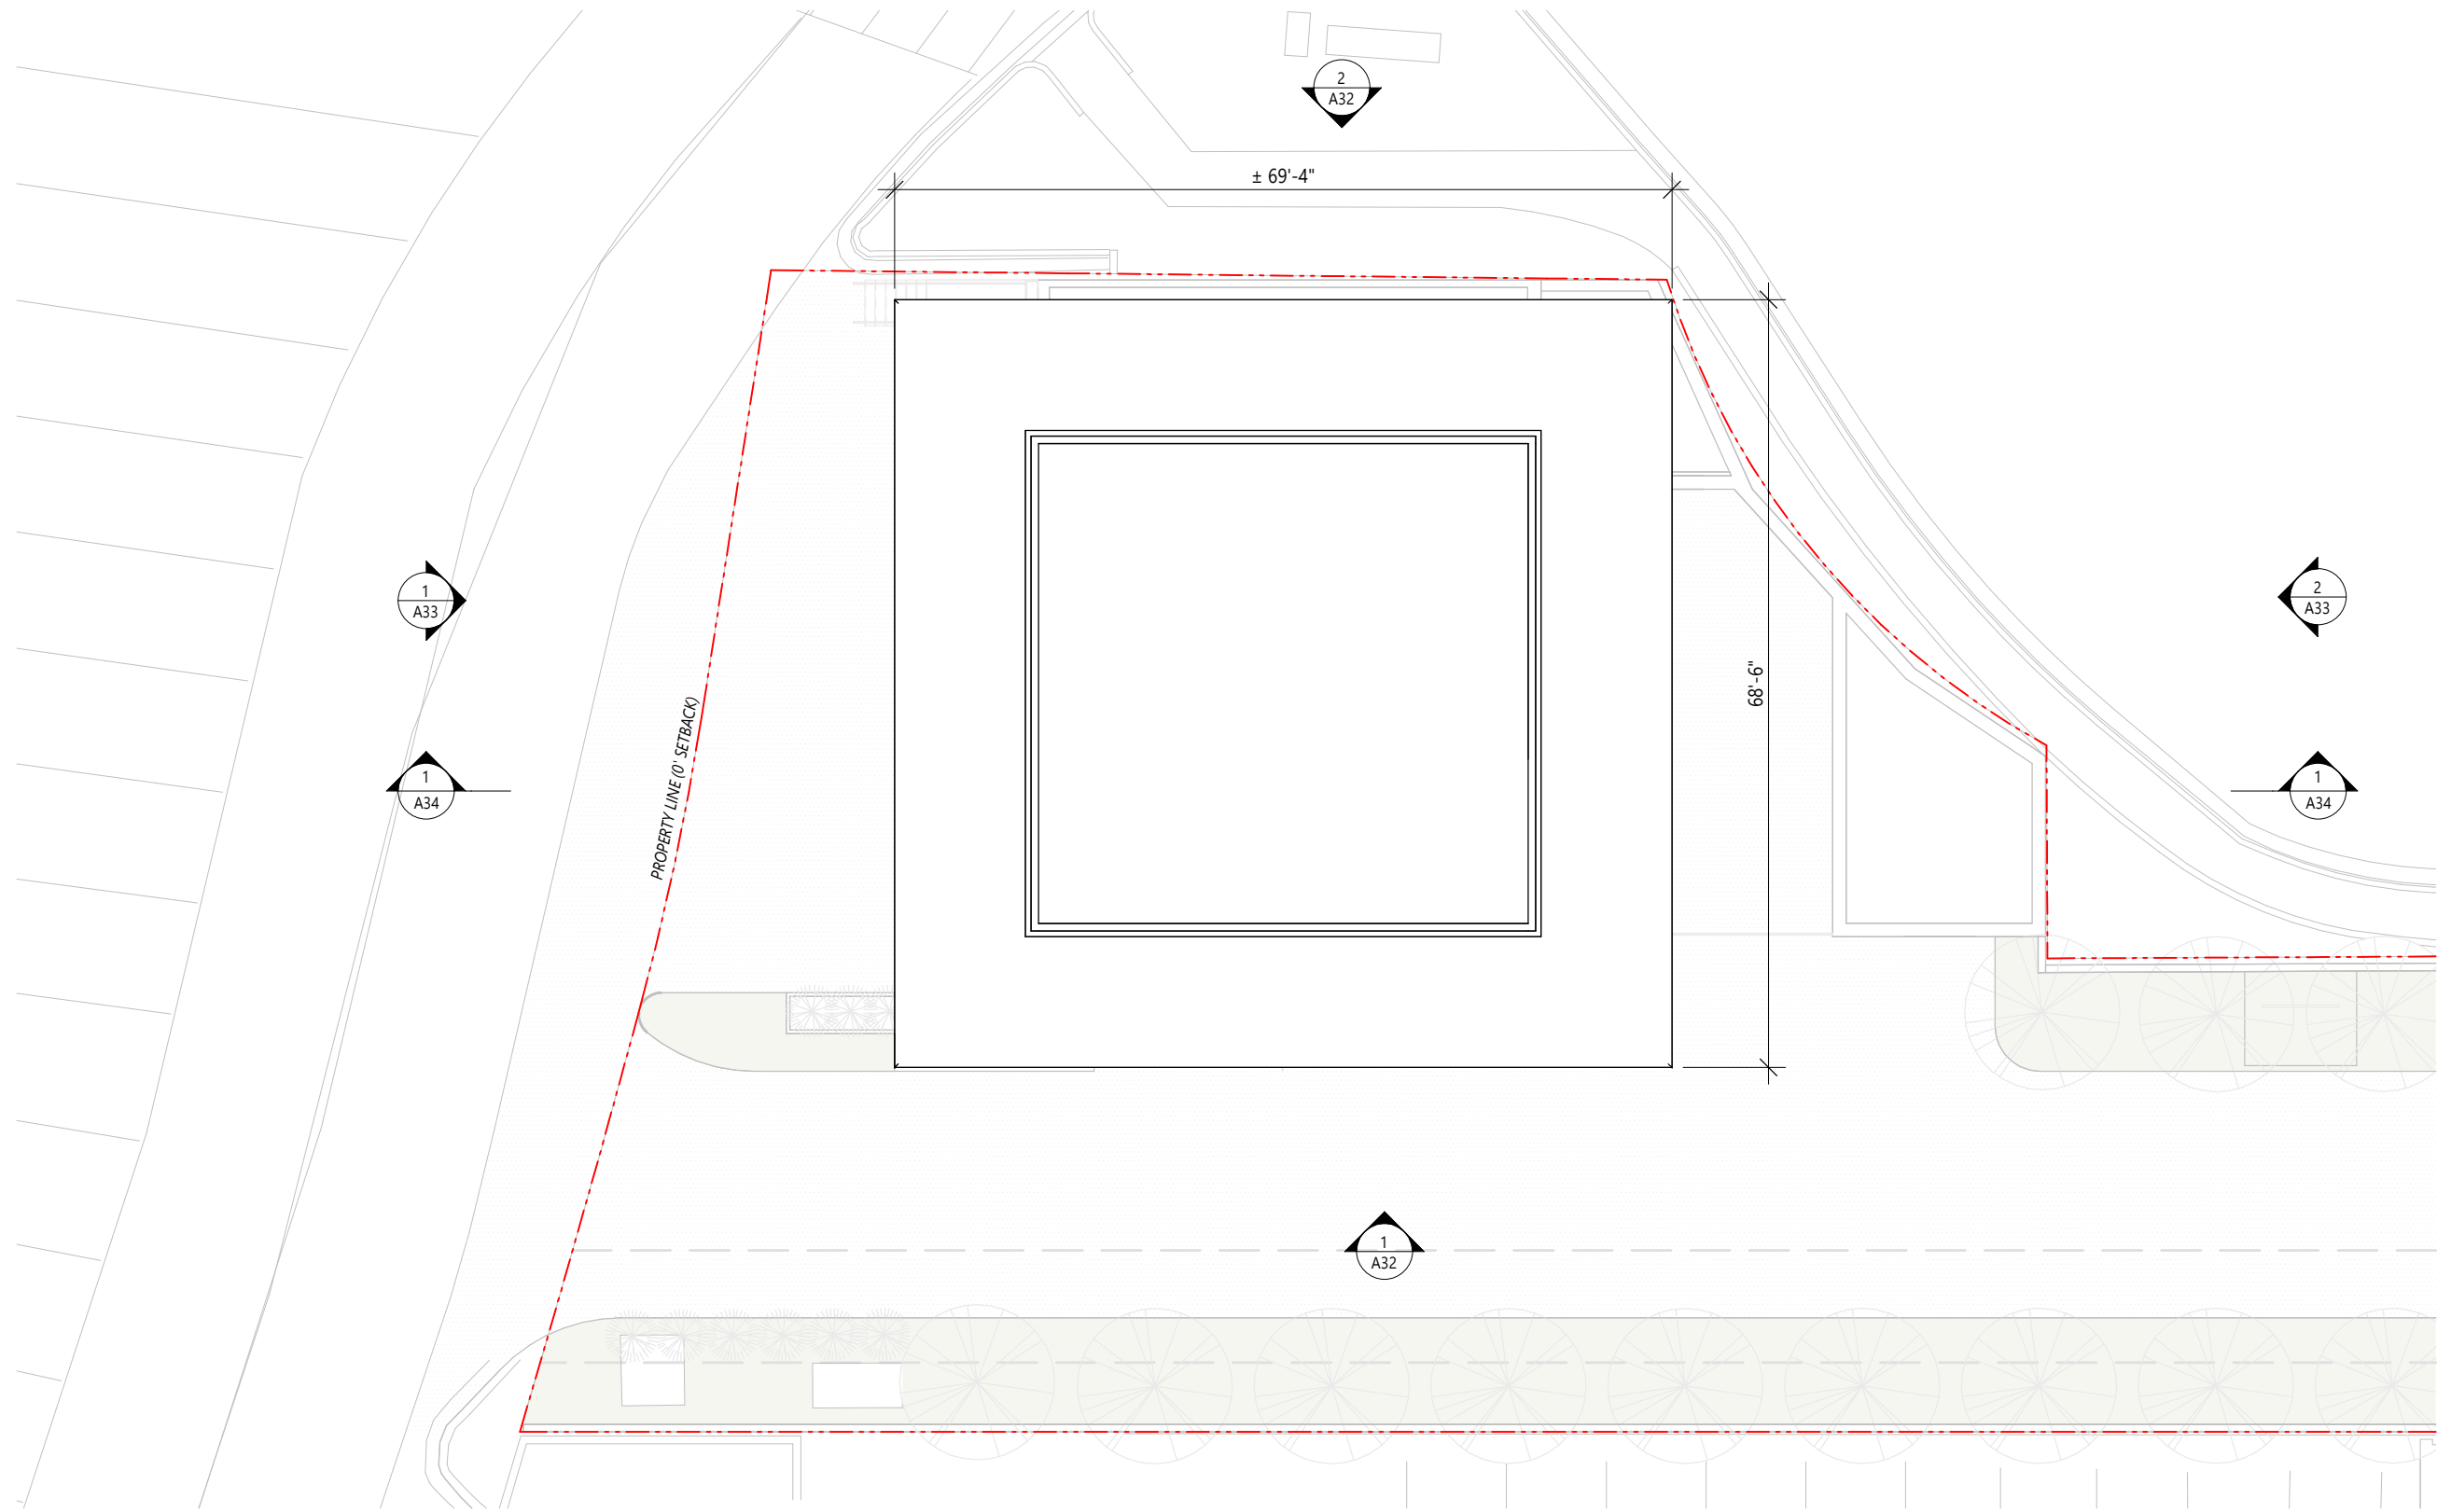 2
A32
± 69'-4"
1
A33
2
A33
68'-6"
PROPERTY LINE (0' SETBACK)
1
A34
1
A34
1
A32